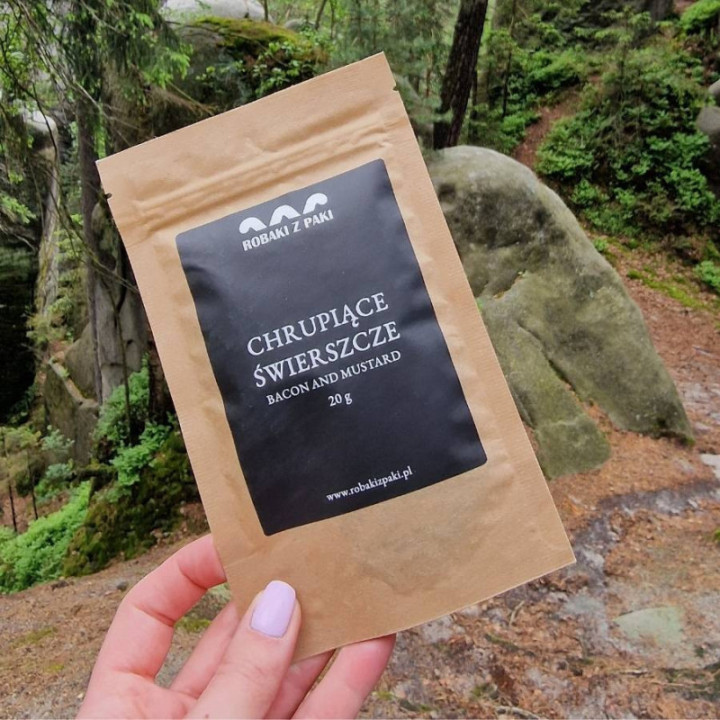 ROBAKI Z PAKI
CHRUPIĄCE
ŚWIERSZCZE
BACON AND MUSTARD
20 g
www.robakizpaki.pl